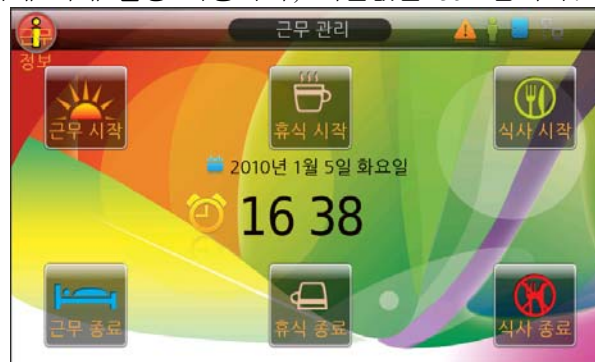 근무 관리
근무
정보
근무 시작
휴식 시작
식사 시작
2010년 1월 5일 화요일
16 38
근무 종료
휴식 종료
식사 종료